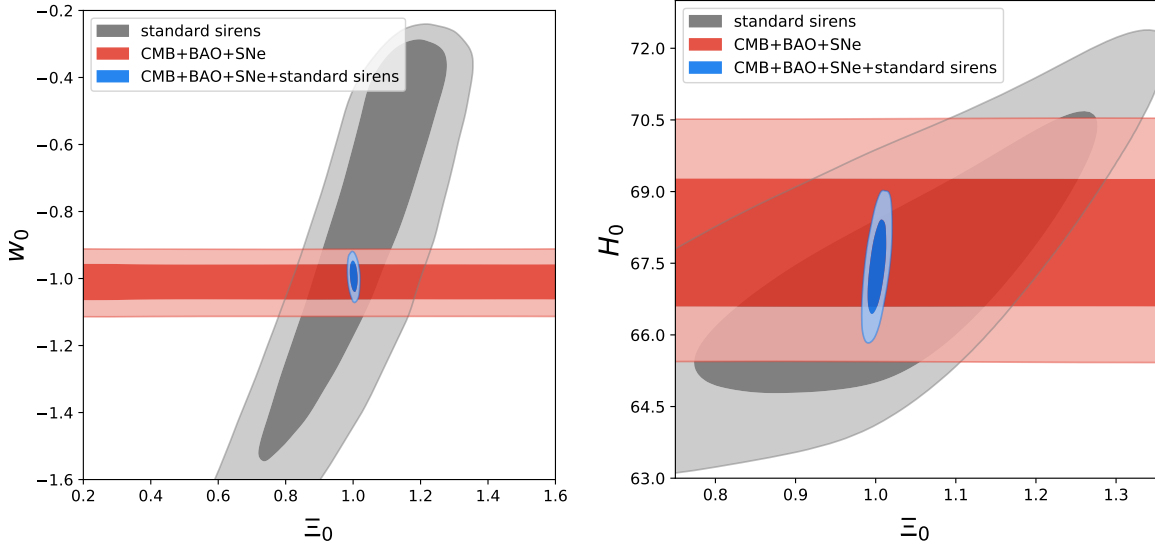 standard sirens
CMB+BAO+SNe
CMB+BAO+SNe+standard sirens
−0.2
−0.4
−0.6
−0.8
−1.0
−1.2
−1.4
−1.6
w₀
0.2 0.4 0.6 0.8 1.0 1.2 1.4 1.6
Ξ₀
standard sirens
CMB+BAO+SNe
CMB+BAO+SNe+standard sirens
72.0
70.5
69.0
67.5
66.0
64.5
63.0
H₀
0.8 0.9 1.0 1.1 1.2 1.3
Ξ₀